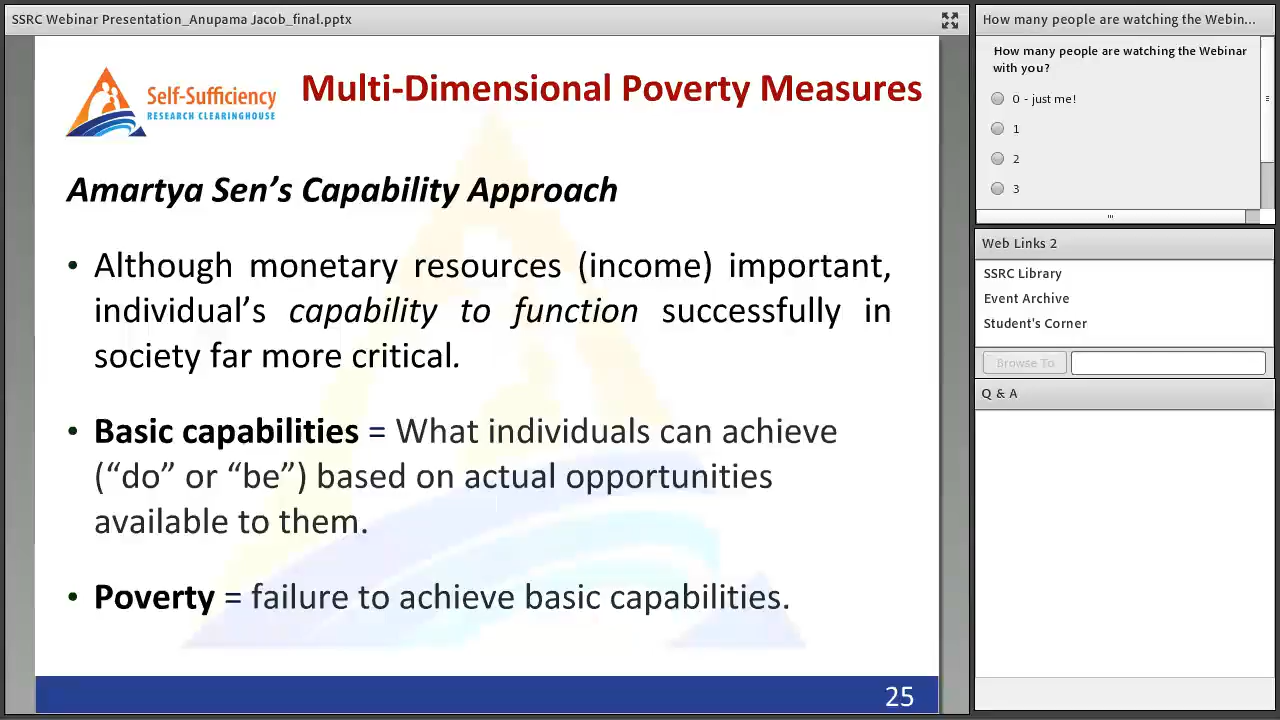 SSRC Webinar Presentation_Anupama Jacob_final.pptx
Self-Sufficiency
RESEARCH CLEARINGHOUSE
Multi-Dimensional Poverty Measures
Amartya Sen’s Capability Approach
• Although monetary resources (income) important,
individual’s capability to function successfully in
society far more critical.
• Basic capabilities = What individuals can achieve
(“do” or “be”) based on actual opportunities
available to them.
• Poverty = failure to achieve basic capabilities.
25
How many people are watching the Webin...
How many people are watching the Webinar
with you?
0 - just me!
1
2
3
Web Links 2
SSRC Library
Event Archive
Student's Corner
Browse To
Q & A